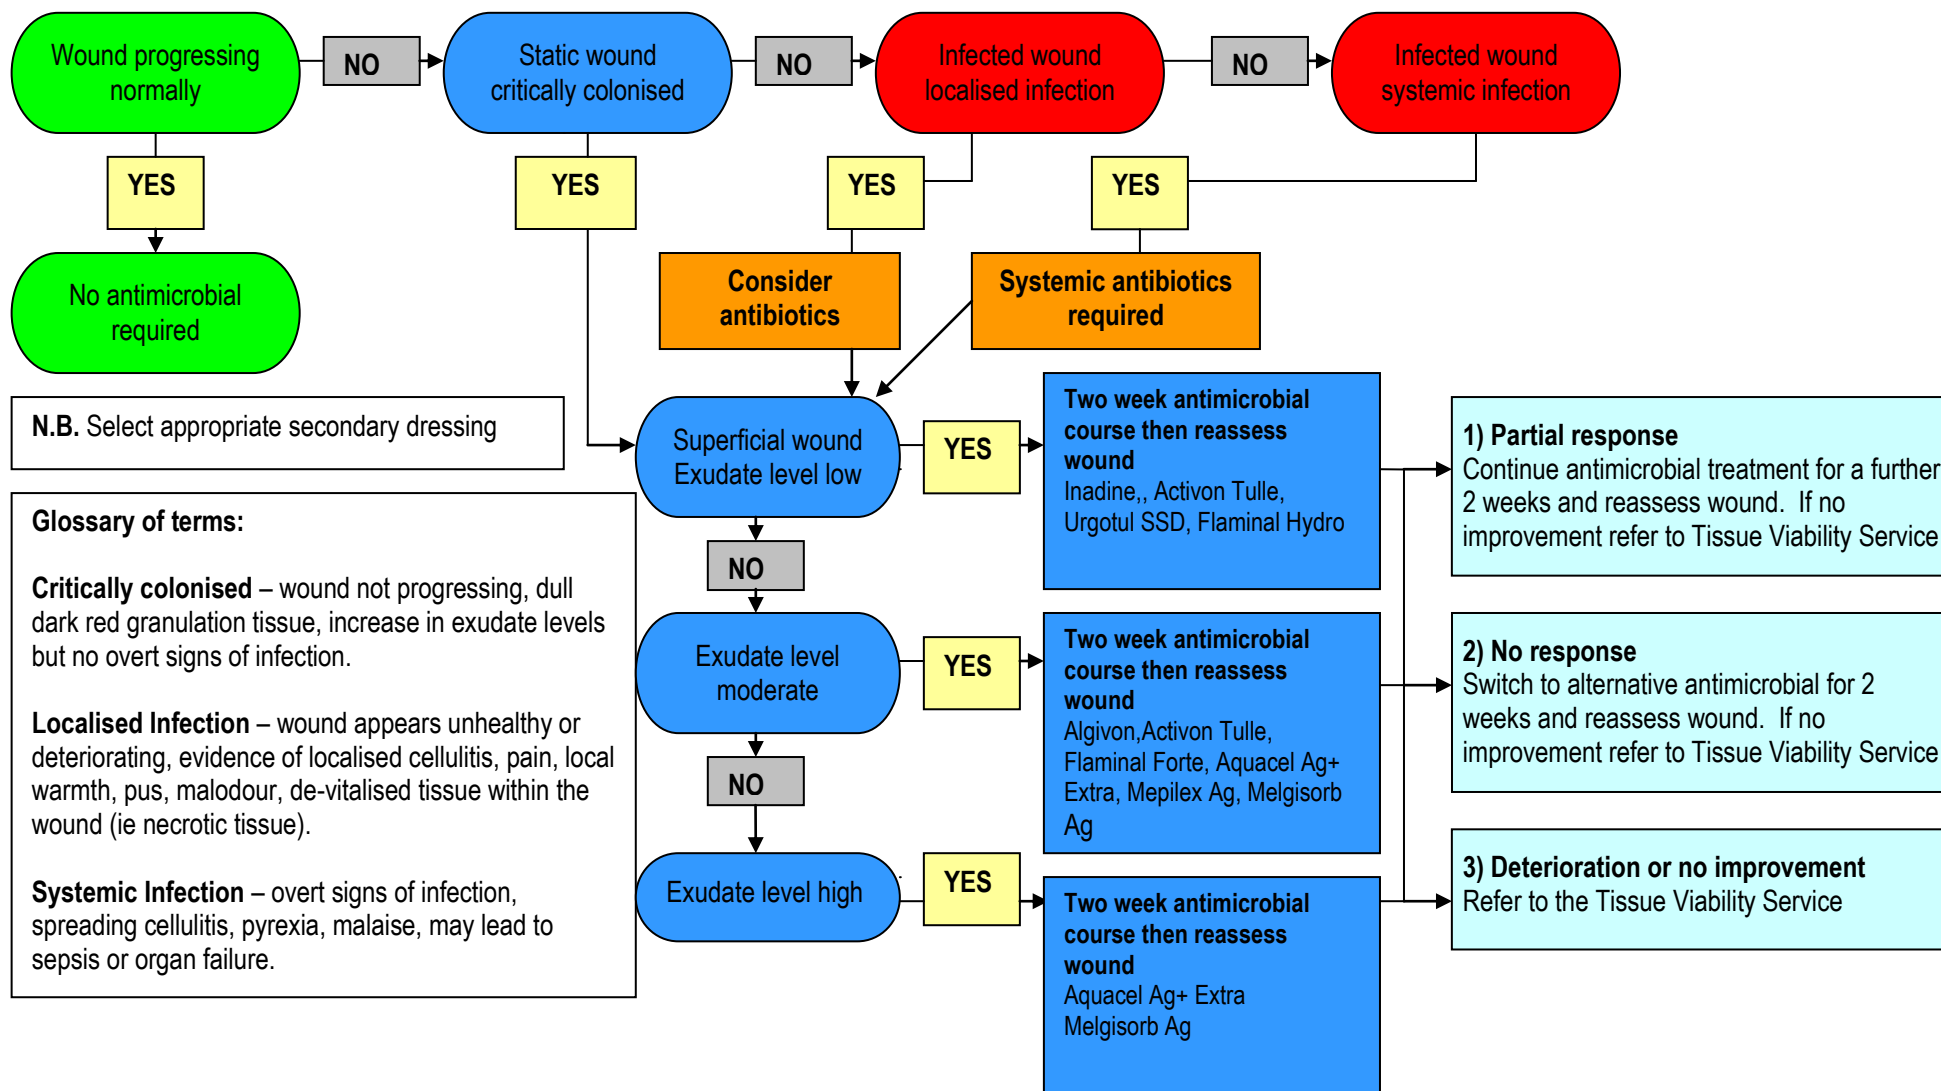 Wound progressing
normally
NO
Static wound
critically colonised
NO
Infected wound
localised infection
NO
Infected wound
systemic infection
YES
YES
YES
YES
No antimicrobial
required
Consider
antibiotics
Systemic antibiotics
required
N.B. Select appropriate secondary dressing
Glossary of terms:
Critically colonised – wound not progressing, dull
dark red granulation tissue, increase in exudate levels
but no overt signs of infection.
Localised Infection – wound appears unhealthy or
deteriorating, evidence of localised cellulitis, pain, local
warmth, pus, malodour, de-vitalised tissue within the
wound (ie necrotic tissue).
Systemic Infection – overt signs of infection,
spreading cellulitis, pyrexia, malaise, may lead to
sepsis or organ failure.
Superficial wound
Exudate level low
YES
Two week antimicrobial
course then reassess
wound
Inadine,, Activon Tulle,
Urgotul SSD, Flaminal Hydro
NO
Exudate level
moderate
YES
Two week antimicrobial
course then reassess
wound
Algivon,Activon Tulle,
Flaminal Forte, Aquacel Ag+
Extra, Mepilex Ag, Melgisorb
Ag
NO
Exudate level high
YES
Two week antimicrobial
course then reassess
wound
Aquacel Ag+ Extra
Melgisorb Ag
1) Partial response
Continue antimicrobial treatment for a further
2 weeks and reassess wound. If no
improvement refer to Tissue Viability Service
2) No response
Switch to alternative antimicrobial for 2
weeks and reassess wound. If no
improvement refer to Tissue Viability Service
3) Deterioration or no improvement
Refer to the Tissue Viability Service